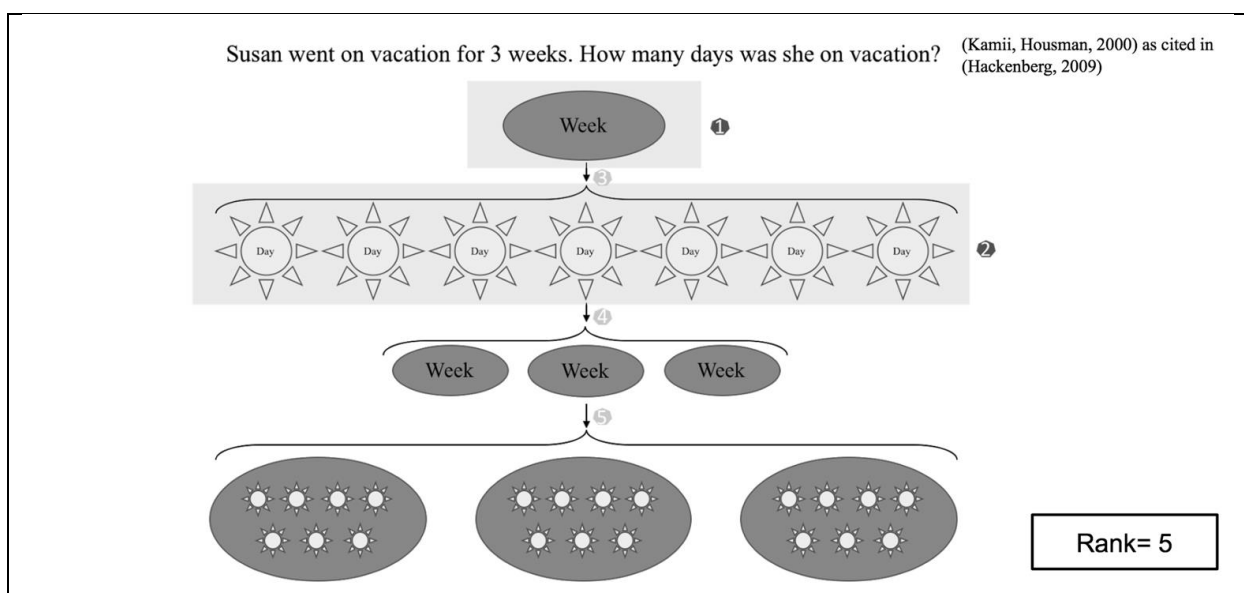 Susan went on vacation for 3 weeks. How many days was she on vacation?
(Kamii, Housman, 2000) as cited in
(Hackenberg, 2009)
Week
1
3
Day Day Day Day Day Day Day
2
4
Week Week Week
5
Rank= 5